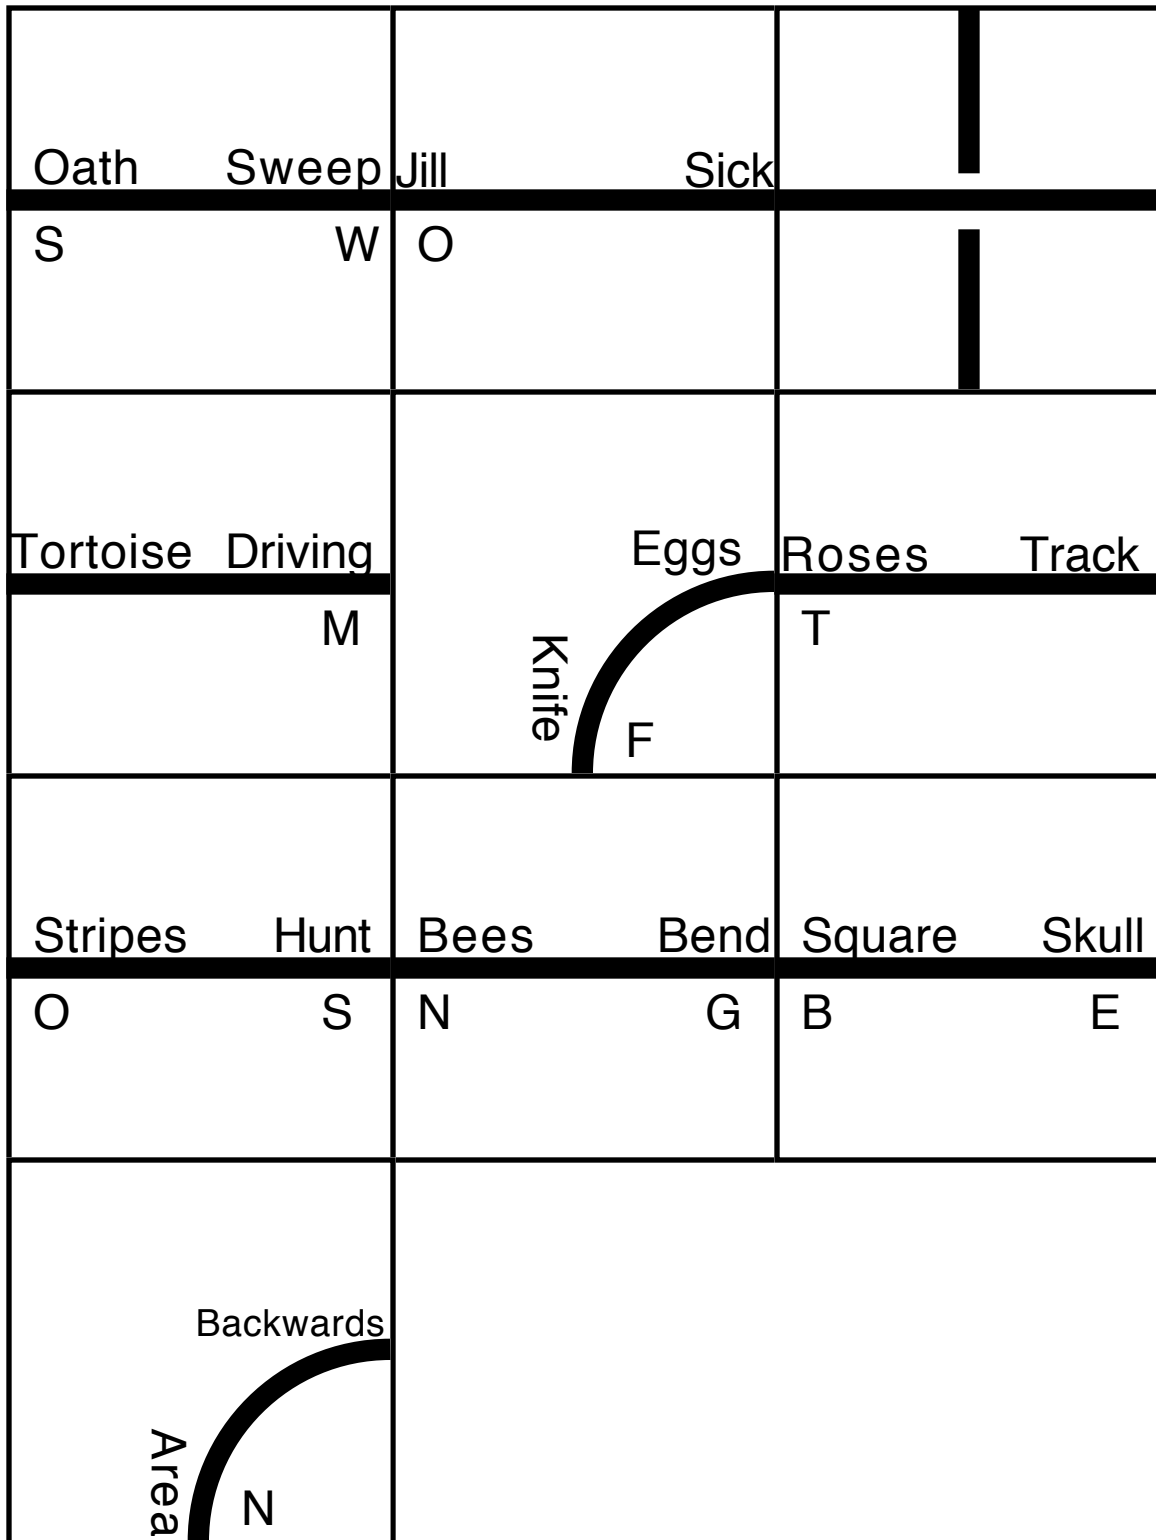 Oath Sweep Jill Sick
S W O
Tortoise Driving Eggs Roses Track
M Knife F T
Stripes Hunt Bees Bend Square Skull
O S N G B E
Backwards
Area N